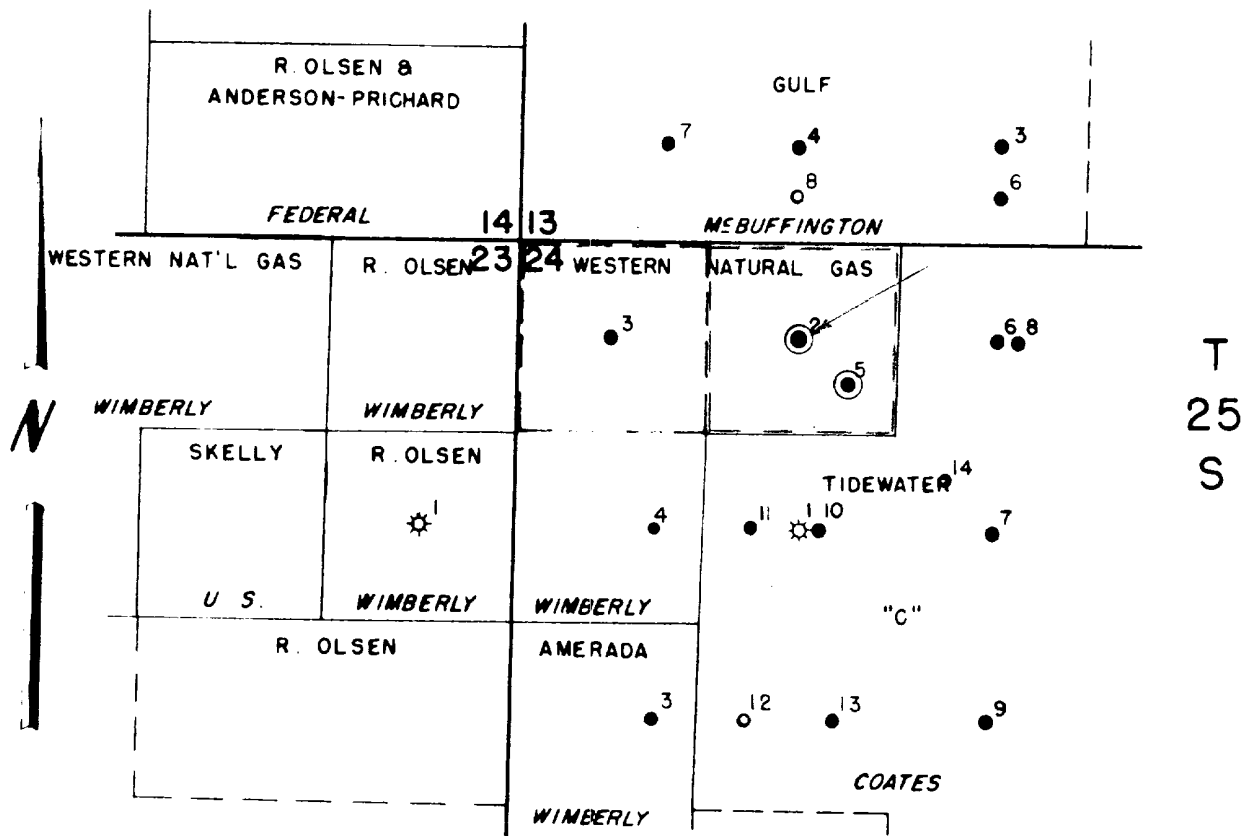 R. OLSEN &
ANDERSON-PRICHARD
GULF
7
4
3
8
6
FEDERAL
14 13
McBUFFINGTON
WESTERN NAT'L GAS
R. OLSEN
23 24
WESTERN
NATURAL GAS
3
2
6 8
5
T
25
S
N
WIMBERLY
WIMBERLY
SKELLY
R. OLSEN
14
TIDEWATER
1
4
11
1 10
7
U S.
WIMBERLY
WIMBERLY
"C"
R. OLSEN
AMERADA
3
12
13
9
COATES
WIMBERLY